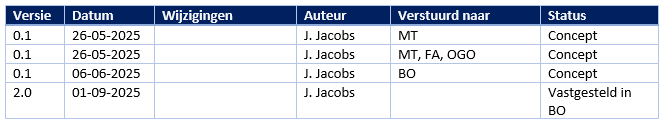 Versie Datum Wijzigingen Auteur Verstuurd naar Status
0.1 26-05-2025 J. Jacobs MT Concept
0.1 26-05-2025 J. Jacobs MT, FA, OGO Concept
0.1 06-06-2025 J. Jacobs BO Concept
2.0 01-09-2025 J. Jacobs Vastgesteld in
BO